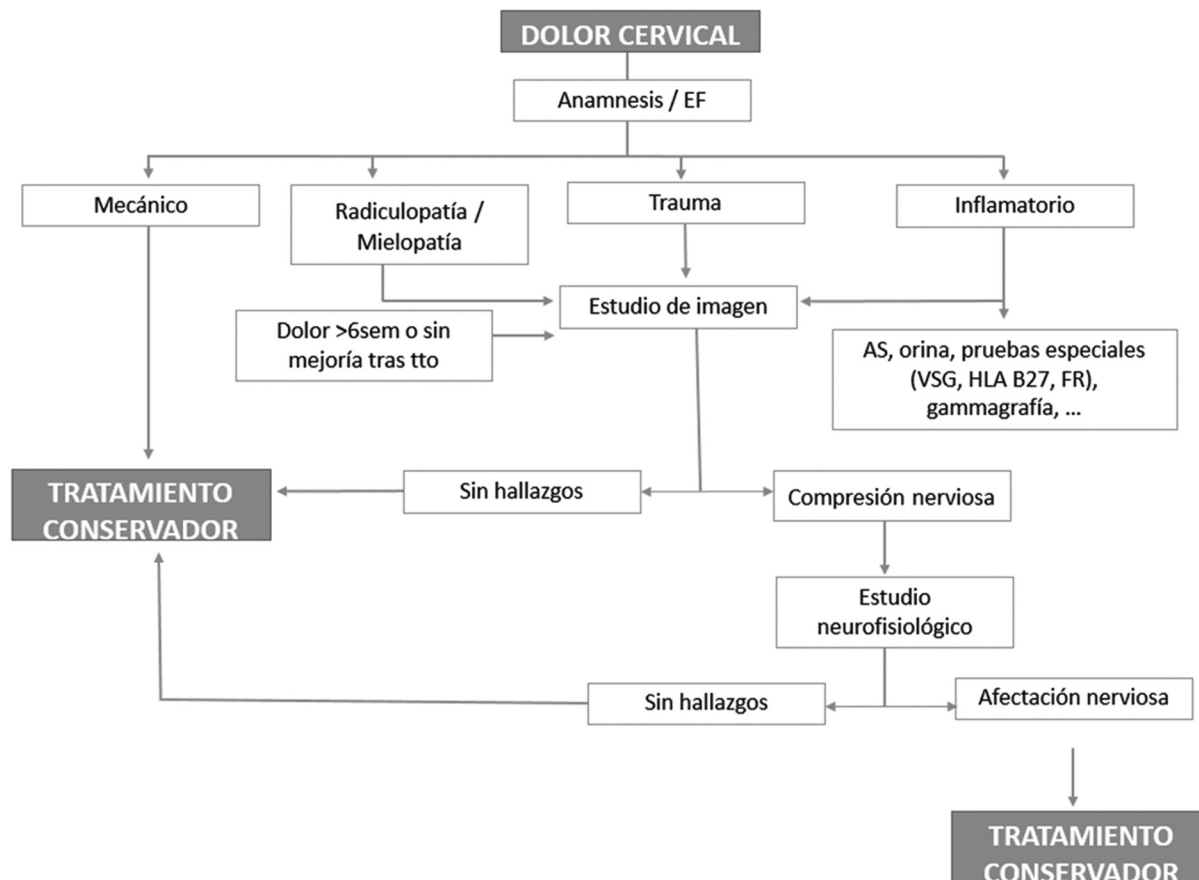 DOLOR CERVICAL
Anamnesis / EF
Mecánico
Radiculopatía /
Mielopatía
Trauma
Inflamatorio
Estudio de imagen
Dolor >6sem o sin
mejoría tras tto
AS, orina, pruebas especiales
(VSG, HLA B27, FR),
gammagrafía, ...
TRATAMIENTO
CONSERVADOR
Sin hallazgos
Compresión nerviosa
Estudio
neurofisiológico
Sin hallazgos
Afectación nerviosa
TRATAMIENTO
CONSERVADOR